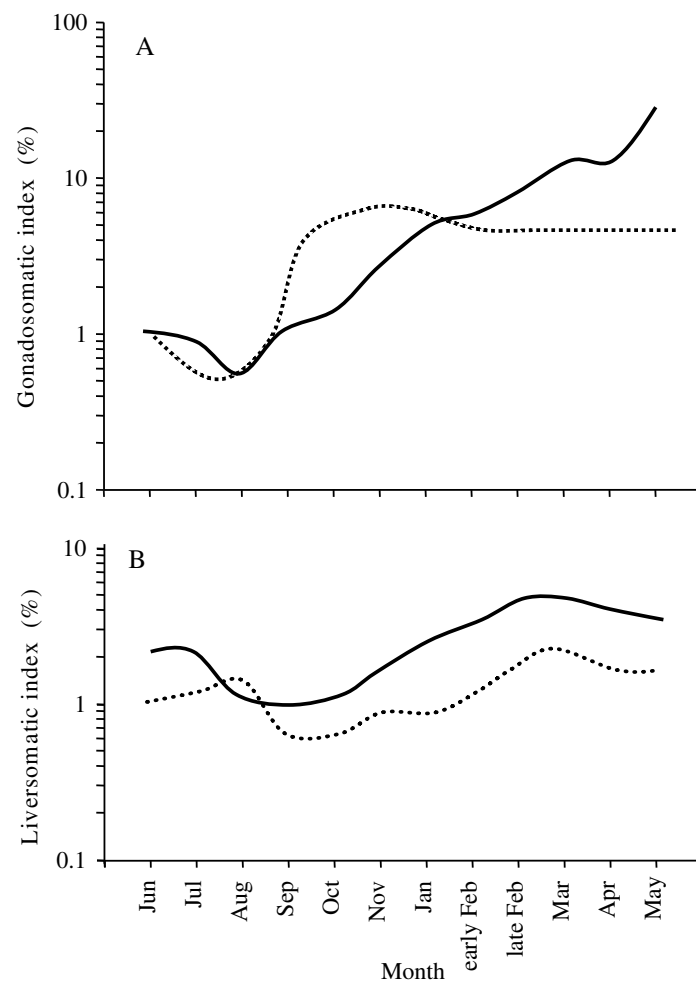 A
Gonadosomatic index (%)
100
10
1
0.1
B
Liversomatic index (%)
10
1
0.1
Jun
Jul
Aug
Sep
Oct
Nov
Jan
early Feb
late Feb
Mar
Apr
May
Month